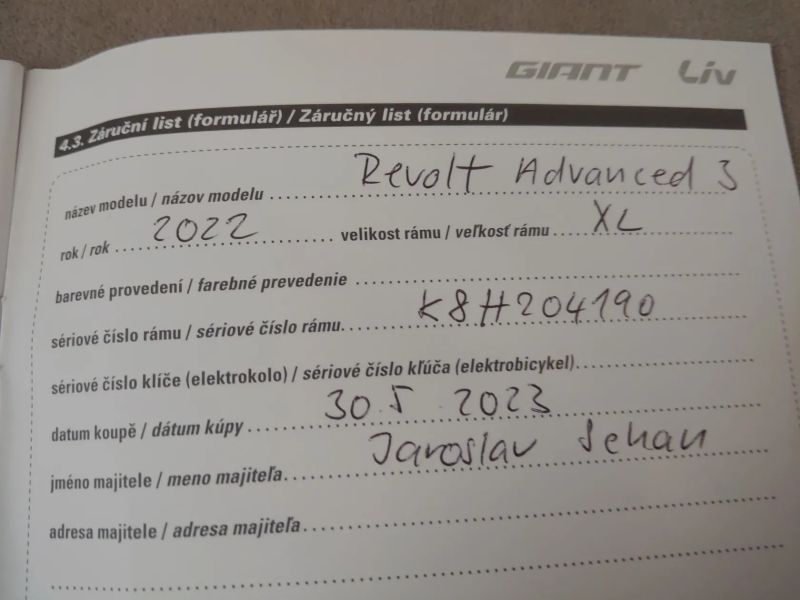 GIANT Liv
4.3. Záruční list (formulář) / Záručný list (formulár)
název modelu / názov modelu Revolt Advanced 3
rok / rok 2022 velikost rámu / veľkosť rámu XL
barevné provedení / farebné prevedenie
sériové číslo rámu / sériové číslo rámu K8H204190
sériové číslo klíče (elektrokolo) / sériové číslo kľúča (elektrobicykel)
datum koupě / dátum kúpy 30 5 2023
jméno majitele / meno majiteľa Jaroslav
adresa majitele / adresa majiteľa